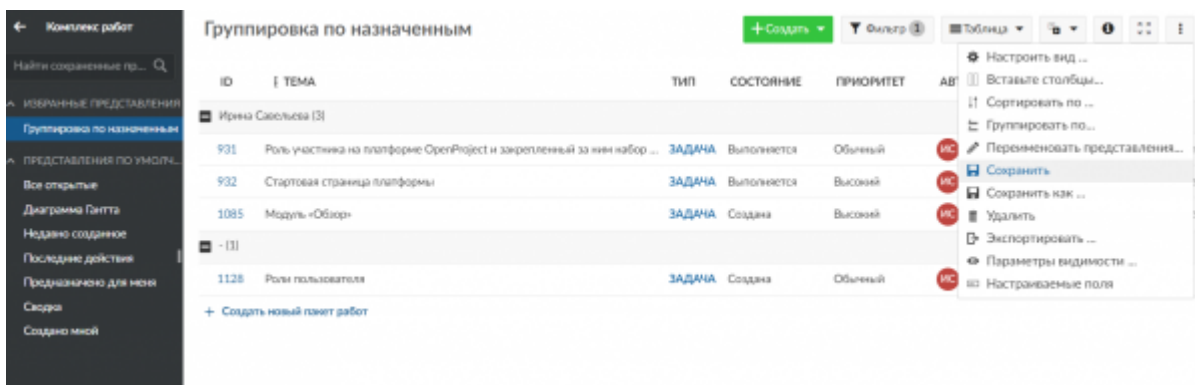 Комплекс работ
Найти сохраненные пр...
ИЗБРАННЫЕ ПРЕДСТАВЛЕНИЯ
Группировка по назначенным
ПРЕДСТАВЛЕНИЯ ПО УМОЛЧ...
Все открытые
Диаграмма Гантта
Недавно созданное
Последние действия
Предназначено для меня
Сводка
Создано мной
Группировка по назначенным
+ Создать
Фильтр 1
Таблица
ID ТЕМА ТИП СОСТОЯНИЕ ПРИОРИТЕТ АВТ
Ирина Савельева (3)
931 Роль участника на платформе OpenProject и закрепленный за ним набор ... ЗАДАЧА Выполняется Обычный ИС
932 Стартовая страница платформы ЗАДАЧА Выполняется Высокий ИС
1085 Модуль «Обзор» ЗАДАЧА Создана Высокий ИС
- (1)
1128 Роли пользователя ЗАДАЧА Создана Обычный ИС
+ Создать новый пакет работ
Настроить вид ...
Вставьте столбцы...
Сортировать по ...
Группировать по...
Переименовать представления...
Сохранить
Сохранить как ...
Удалить
Экспортировать ...
Параметры видимости ...
Настраиваемые поля